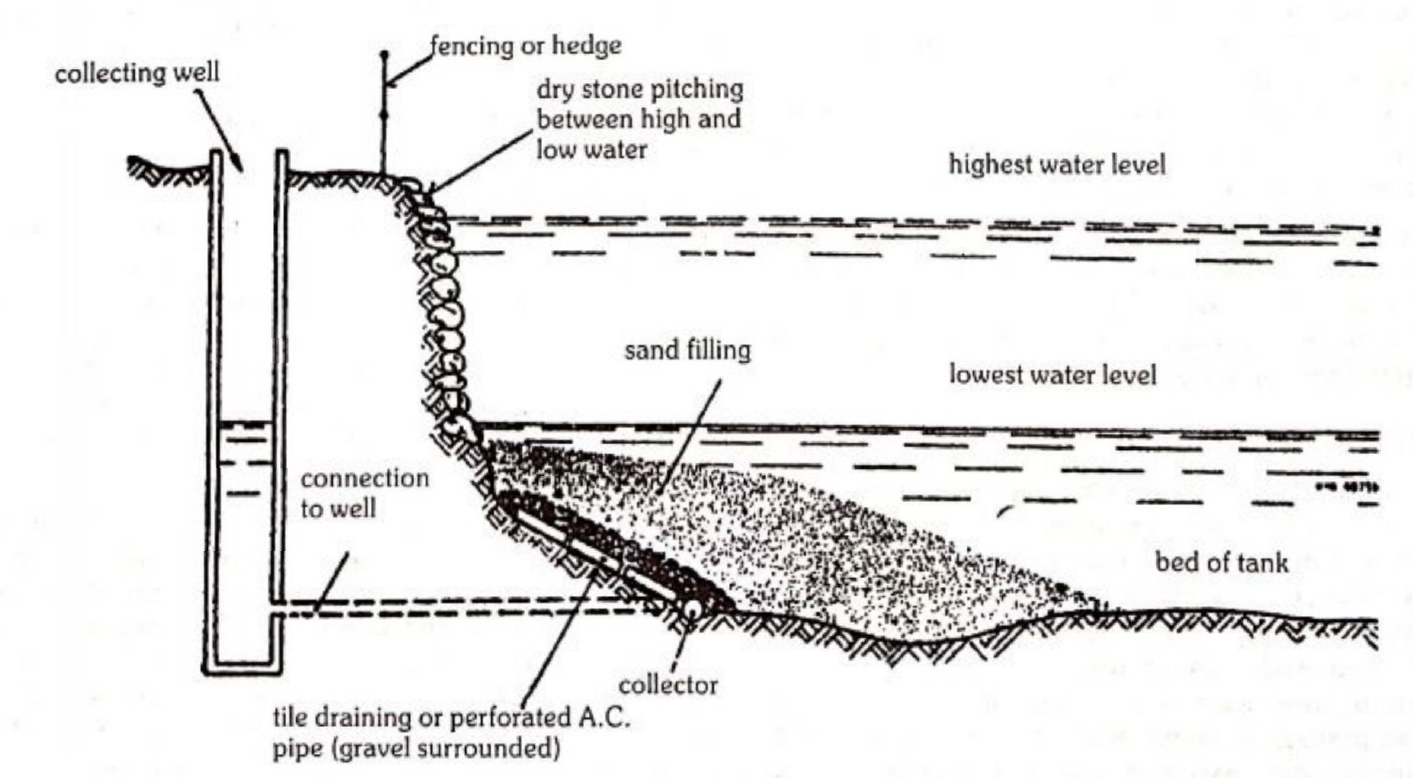 fencing or hedge
collecting well
dry stone pitching
between high and
low water
highest water level
sand filling
lowest water level
connection
to well
bed of tank
collector
tile draining or perforated A.C.
pipe (gravel surrounded)